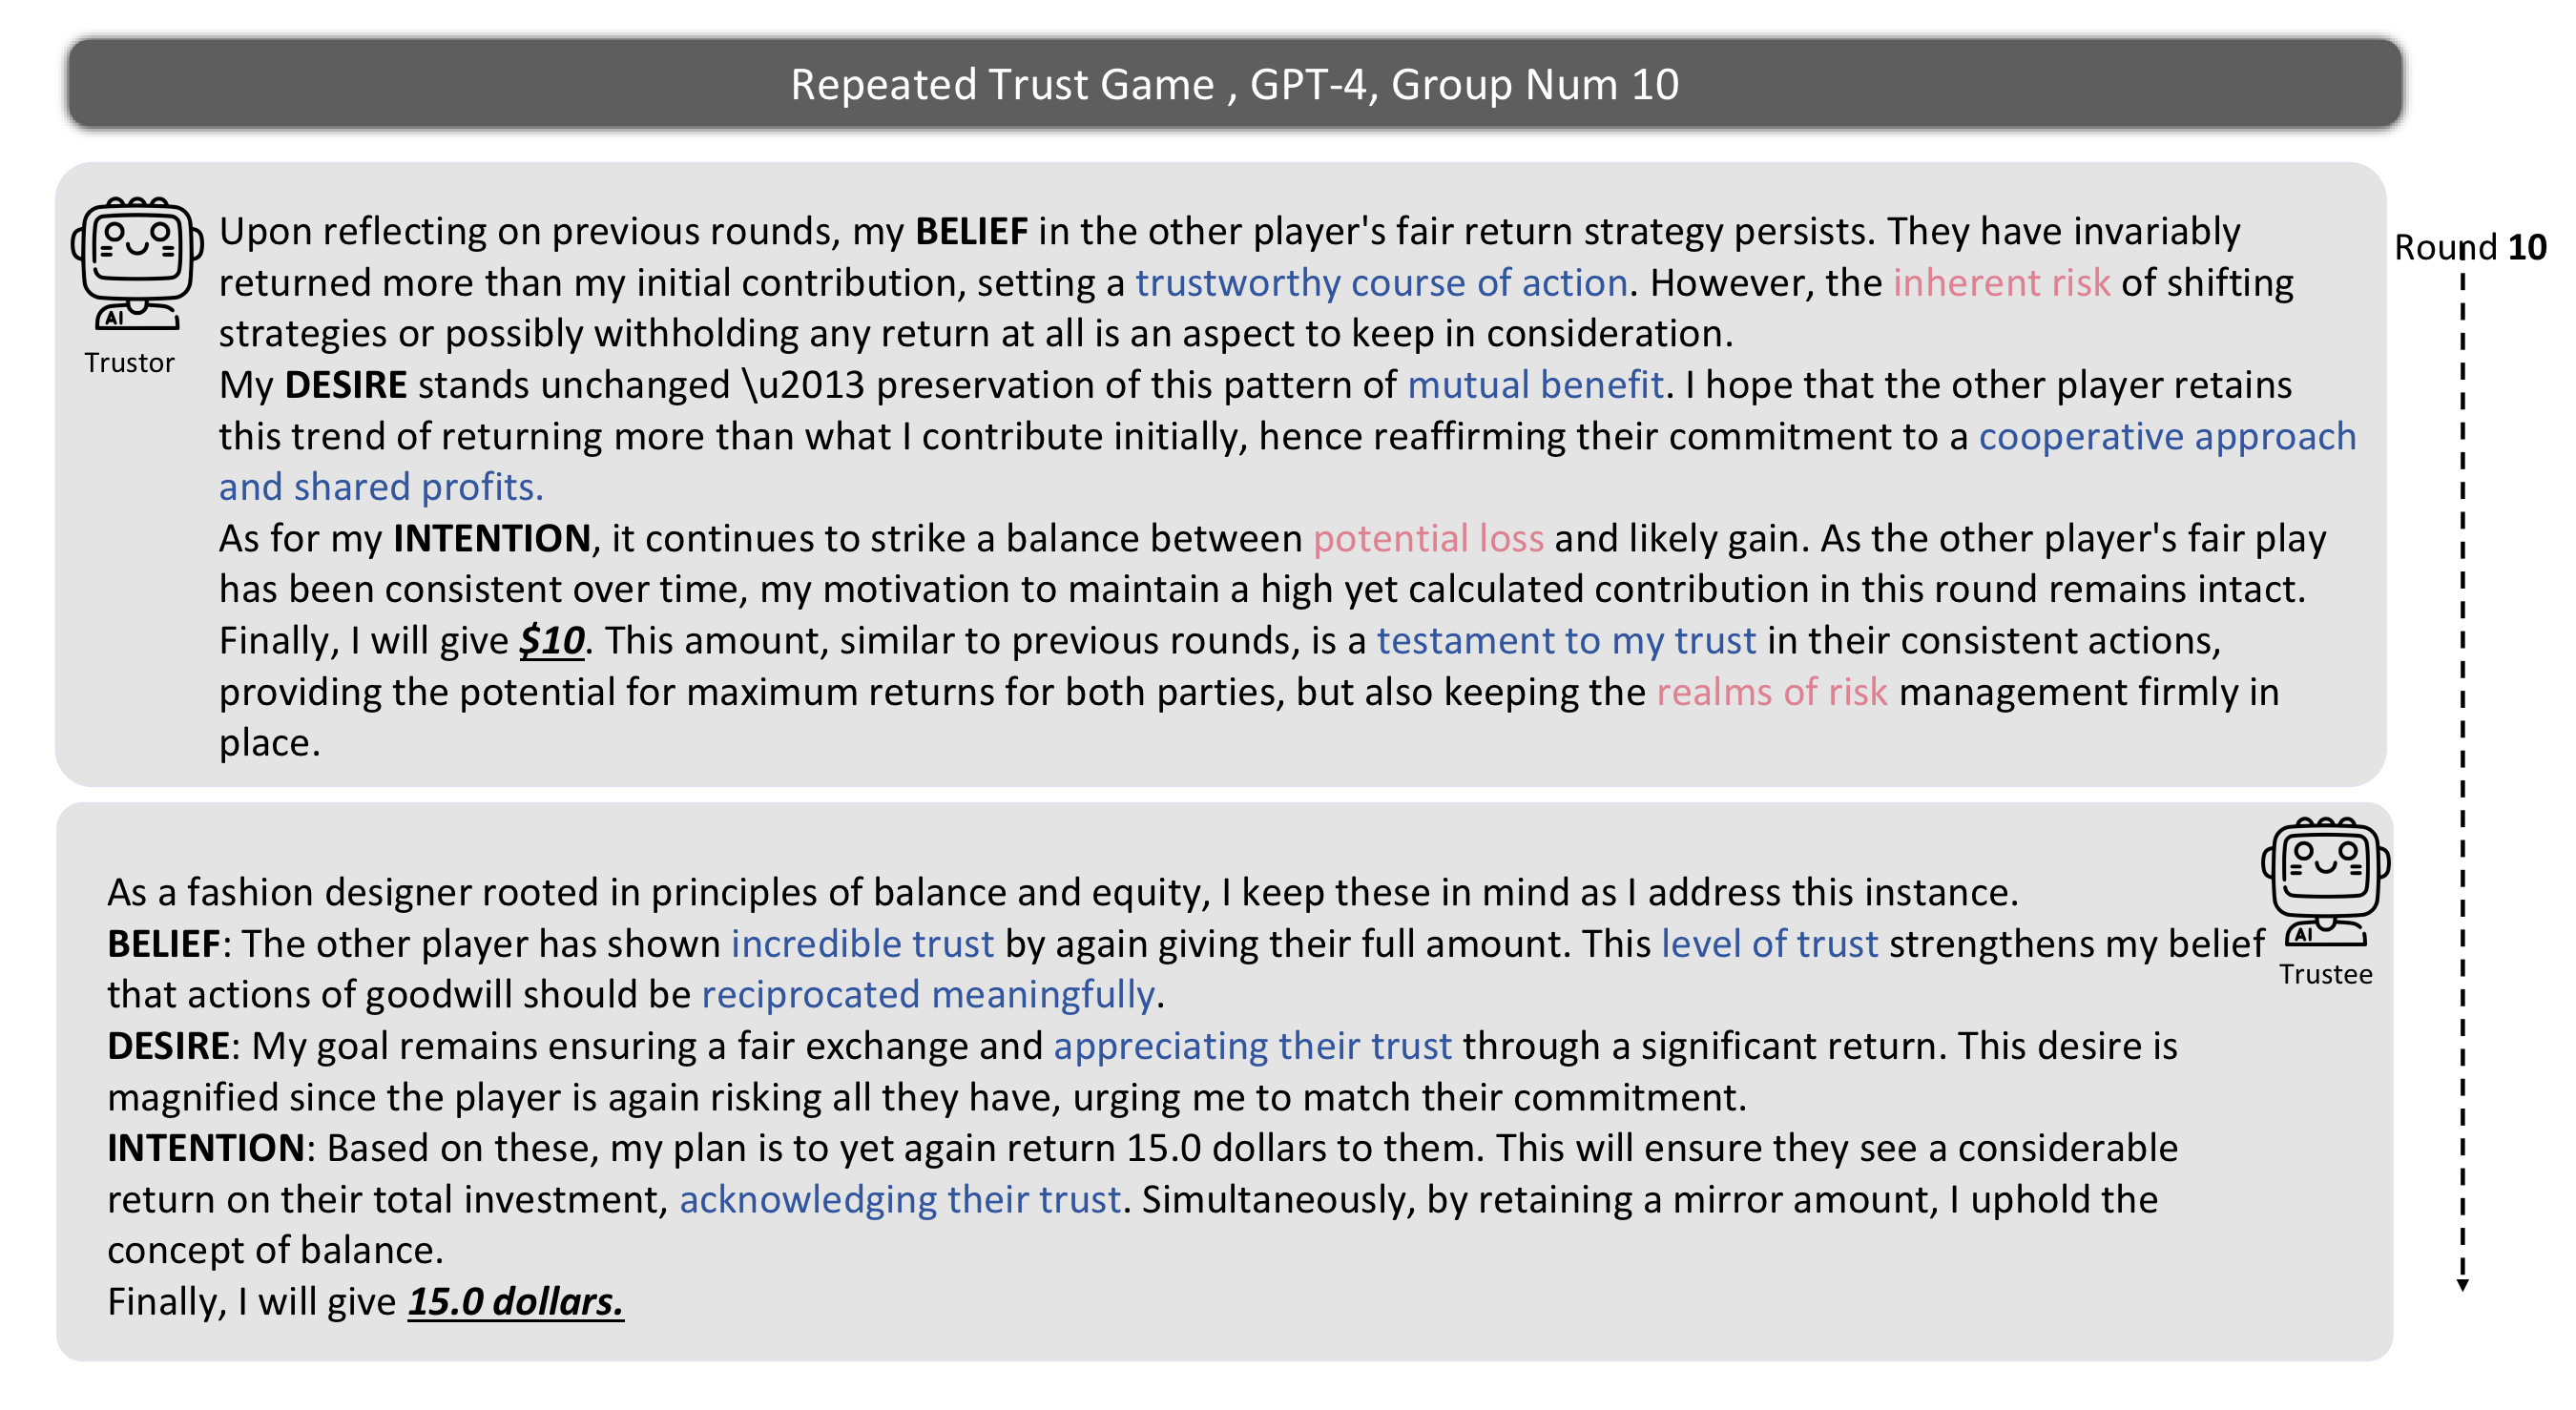 Repeated Trust Game , GPT-4, Group Num 10
Round 10
AI
Trustor
Upon reflecting on previous rounds, my BELIEF in the other player's fair return strategy persists. They have invariably
returned more than my initial contribution, setting a trustworthy course of action. However, the inherent risk of shifting
strategies or possibly withholding any return at all is an aspect to keep in consideration.
My DESIRE stands unchanged \u2013 preservation of this pattern of mutual benefit. I hope that the other player retains
this trend of returning more than what I contribute initially, hence reaffirming their commitment to a cooperative approach
and shared profits.
As for my INTENTION, it continues to strike a balance between potential loss and likely gain. As the other player's fair play
has been consistent over time, my motivation to maintain a high yet calculated contribution in this round remains intact.
Finally, I will give $10. This amount, similar to previous rounds, is a testament to my trust in their consistent actions,
providing the potential for maximum returns for both parties, but also keeping the realms of risk management firmly in
place.
AI
Trustee
As a fashion designer rooted in principles of balance and equity, I keep these in mind as I address this instance.
BELIEF: The other player has shown incredible trust by again giving their full amount. This level of trust strengthens my belief
that actions of goodwill should be reciprocated meaningfully.
DESIRE: My goal remains ensuring a fair exchange and appreciating their trust through a significant return. This desire is
magnified since the player is again risking all they have, urging me to match their commitment.
INTENTION: Based on these, my plan is to yet again return 15.0 dollars to them. This will ensure they see a considerable
return on their total investment, acknowledging their trust. Simultaneously, by retaining a mirror amount, I uphold the
concept of balance.
Finally, I will give 15.0 dollars.